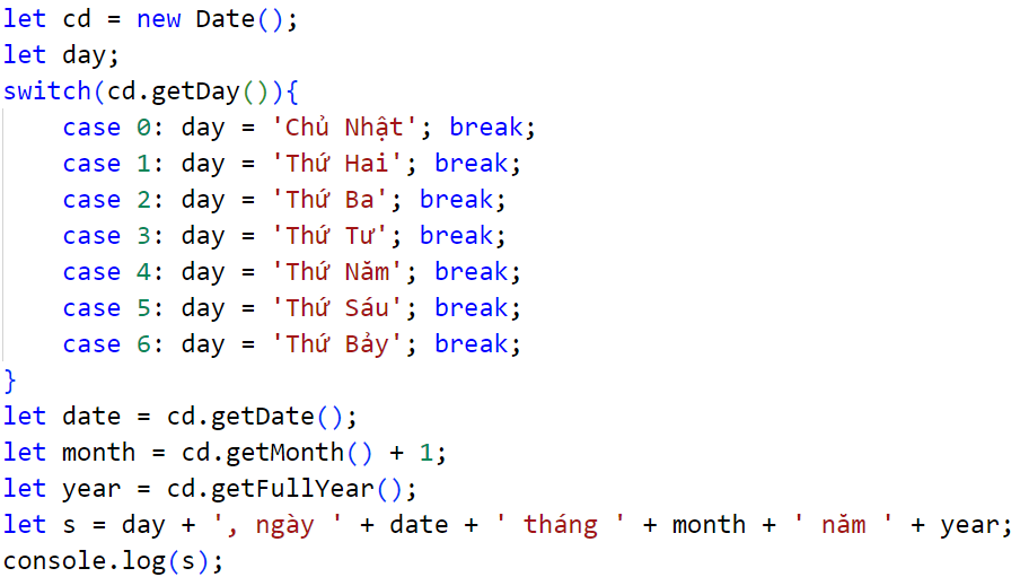 let cd = new Date();
let day;
switch(cd.getDay()){
    case 0: day = 'Chủ Nhật'; break;
    case 1: day = 'Thứ Hai'; break;
    case 2: day = 'Thứ Ba'; break;
    case 3: day = 'Thứ Tư'; break;
    case 4: day = 'Thứ Năm'; break;
    case 5: day = 'Thứ Sáu'; break;
    case 6: day = 'Thứ Bảy'; break;
}
let date = cd.getDate();
let month = cd.getMonth() + 1;
let year = cd.getFullYear();
let s = day + ', ngày ' + date + ' tháng ' + month + ' năm ' + year;
console.log(s);